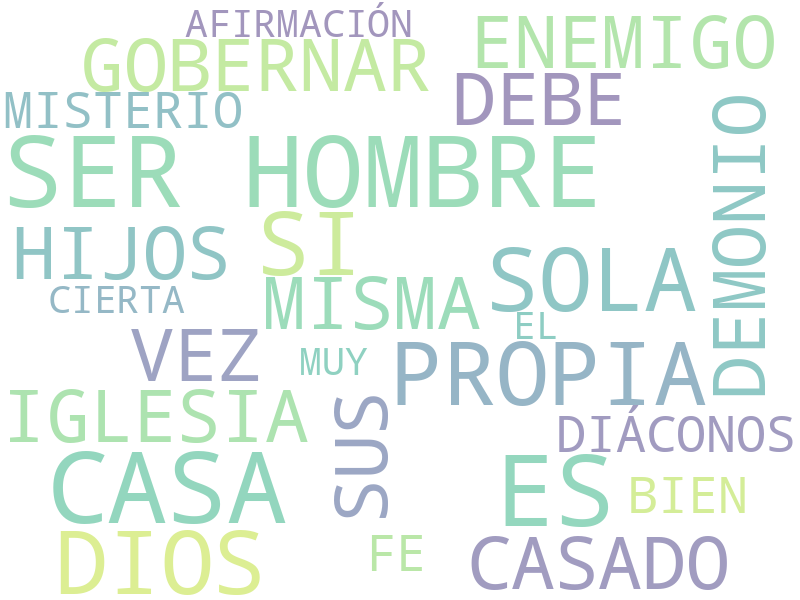 AFIRMACIÓN
GOBERNAR
ENEMIGO
MISTERIO
DEBE
SER HOMBRE
DEMONIO
HIJOS
SI
SOLA
CIERTA
MISMA
EL
VEZ
MUY
PROPIA
IGLESIA
SUS
DIÁCONOS
CASA
ES
BIEN
DIOS
FE
CASADO